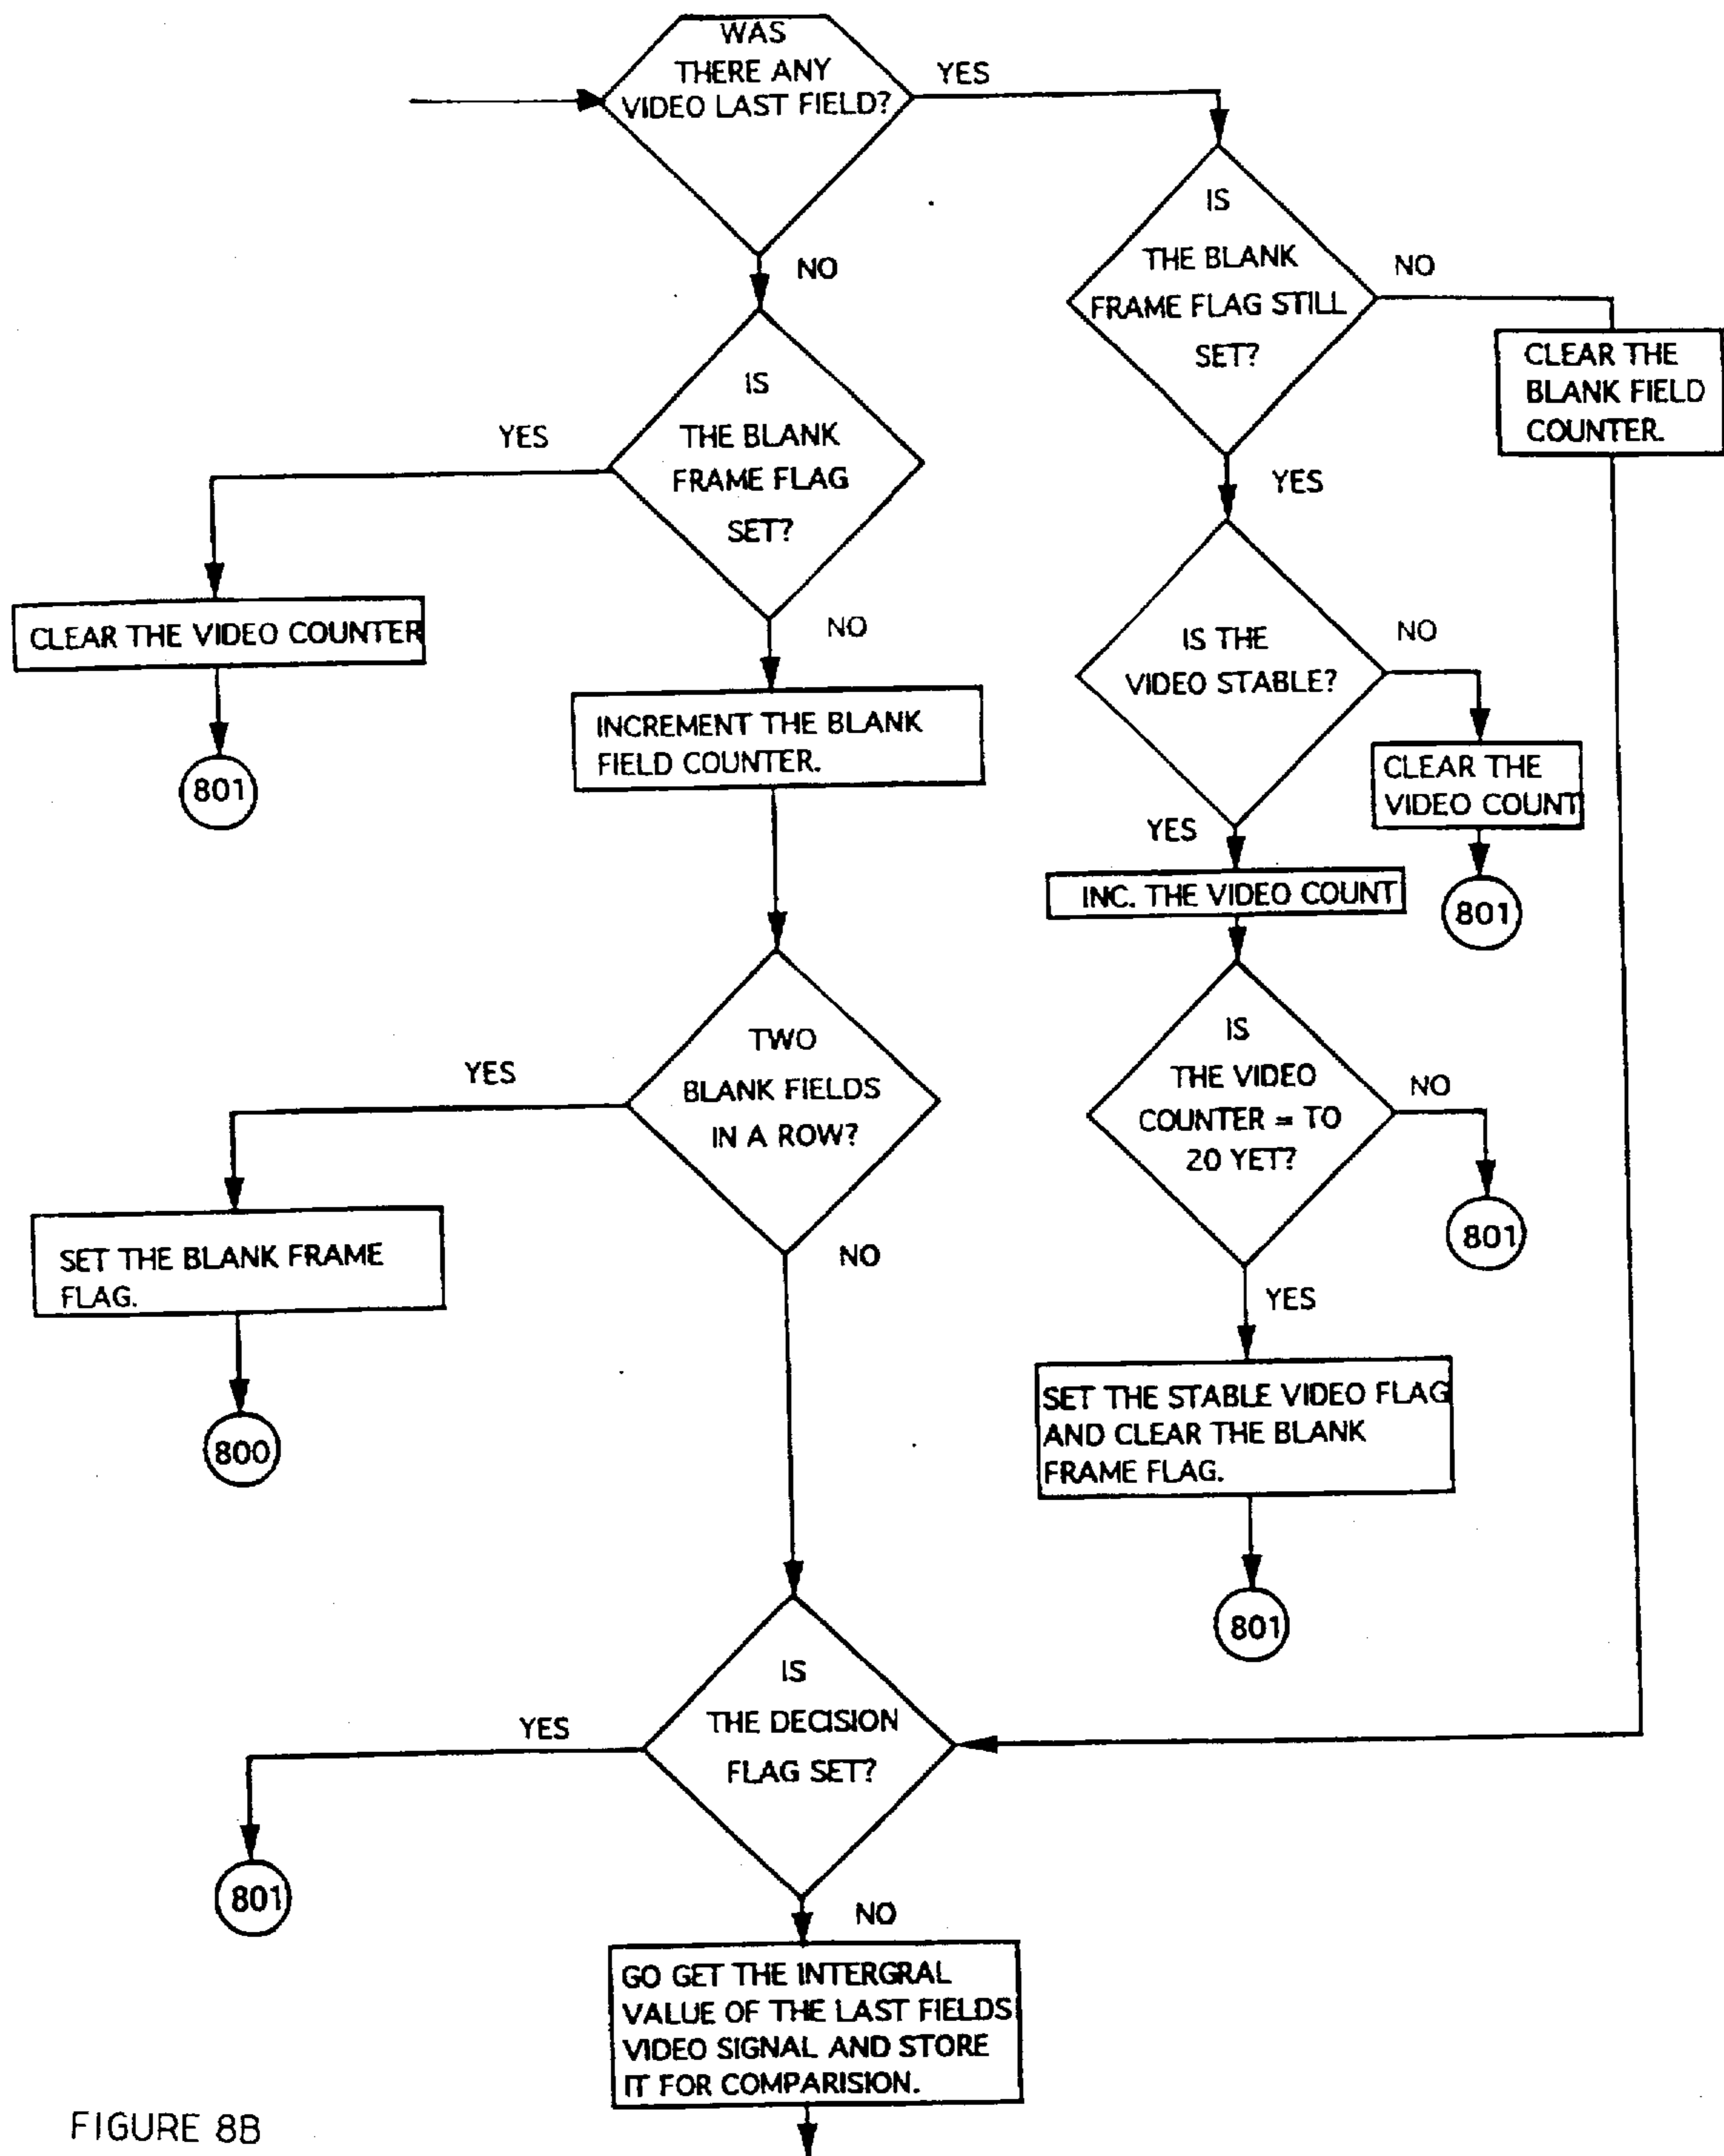 WAS
THERE ANY
VIDEO LAST FIELD?
YES
NO
IS
THE BLANK
FRAME FLAG STILL
SET?
NO
CLEAR THE
BLANK FIELD
COUNTER.
YES
IS
THE BLANK
FRAME FLAG
SET?
YES
NO
CLEAR THE VIDEO COUNTER
801
INCREMENT THE BLANK
FIELD COUNTER.
IS THE
VIDEO STABLE?
NO
CLEAR THE
VIDEO COUNT
801
YES
INC. THE VIDEO COUNT
TWO
BLANK FIELDS
IN A ROW?
YES
NO
IS
THE VIDEO
COUNTER = TO
20 YET?
NO
801
YES
SET THE BLANK FRAME
FLAG.
800
SET THE STABLE VIDEO FLAG
AND CLEAR THE BLANK
FRAME FLAG.
801
IS
THE DECISION
FLAG SET?
YES
801
NO
GO GET THE INTERGRAL
VALUE OF THE LAST FIELDS
VIDEO SIGNAL AND STORE
IT FOR COMPARISION.
FIGURE 8B